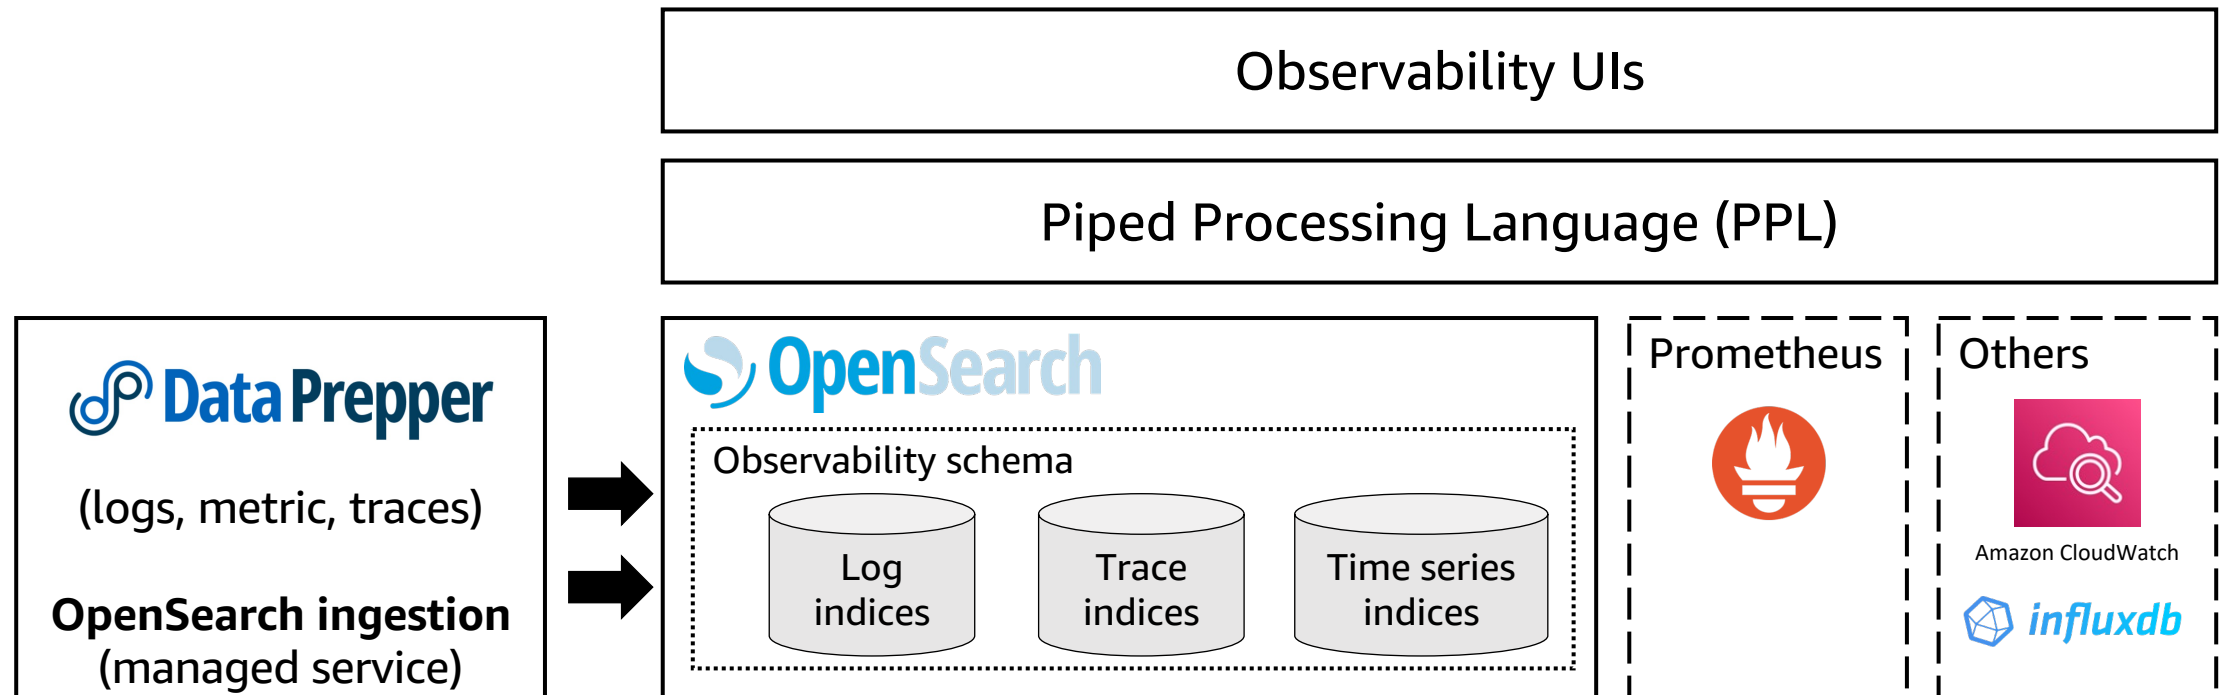 Observability UIs
Piped Processing Language (PPL)
Data Prepper
(logs, metric, traces)
OpenSearch ingestion
(managed service)
OpenSearch
Observability schema
Log
indices
Trace
indices
Time series
indices
Prometheus
Others
Amazon CloudWatch
influxdb